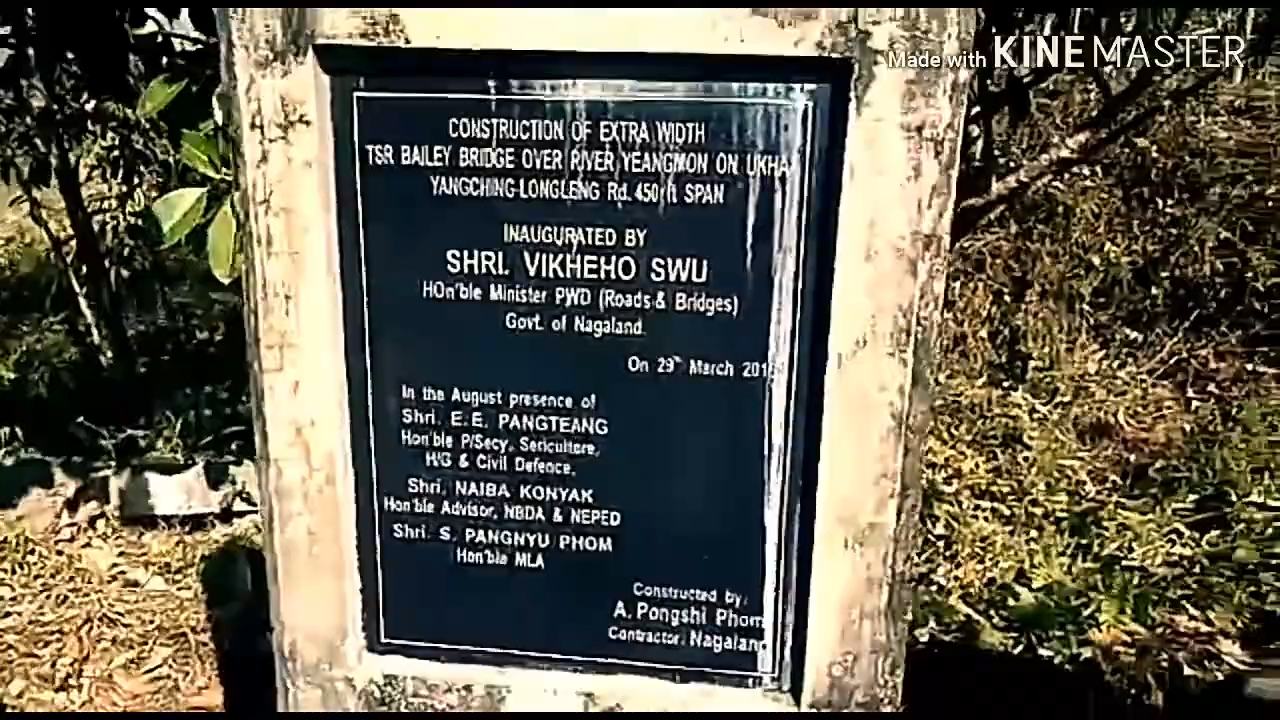 Made with KINEMASTER
CONSTRUCTION OF EXTRA WIDTH
TSR BAILEY BRIDGE OVER RIVER YEANGMON ON UKHA
YANGCHING-LONGLENG Rd. 450 ft SPAN
INAUGURATED BY
SHRI. VIKHEHO SWU
HOn'ble Minister PWD (Roads & Bridges)
Govt. of Nagaland.
On 29th March
In the August presence of
Shri. E.E. PANGTEANG
Hon'ble P/Secy. Sericulture,
H/G & Civil Defence.
Shri. NAIBA KONYAK
Hon'ble Advisor, NBDA & NEPED
Shri. S. PANGNYU PHOM
Hon'ble MLA
Constructed by:
A. Pongshi Phom
Contractor. Nagaland